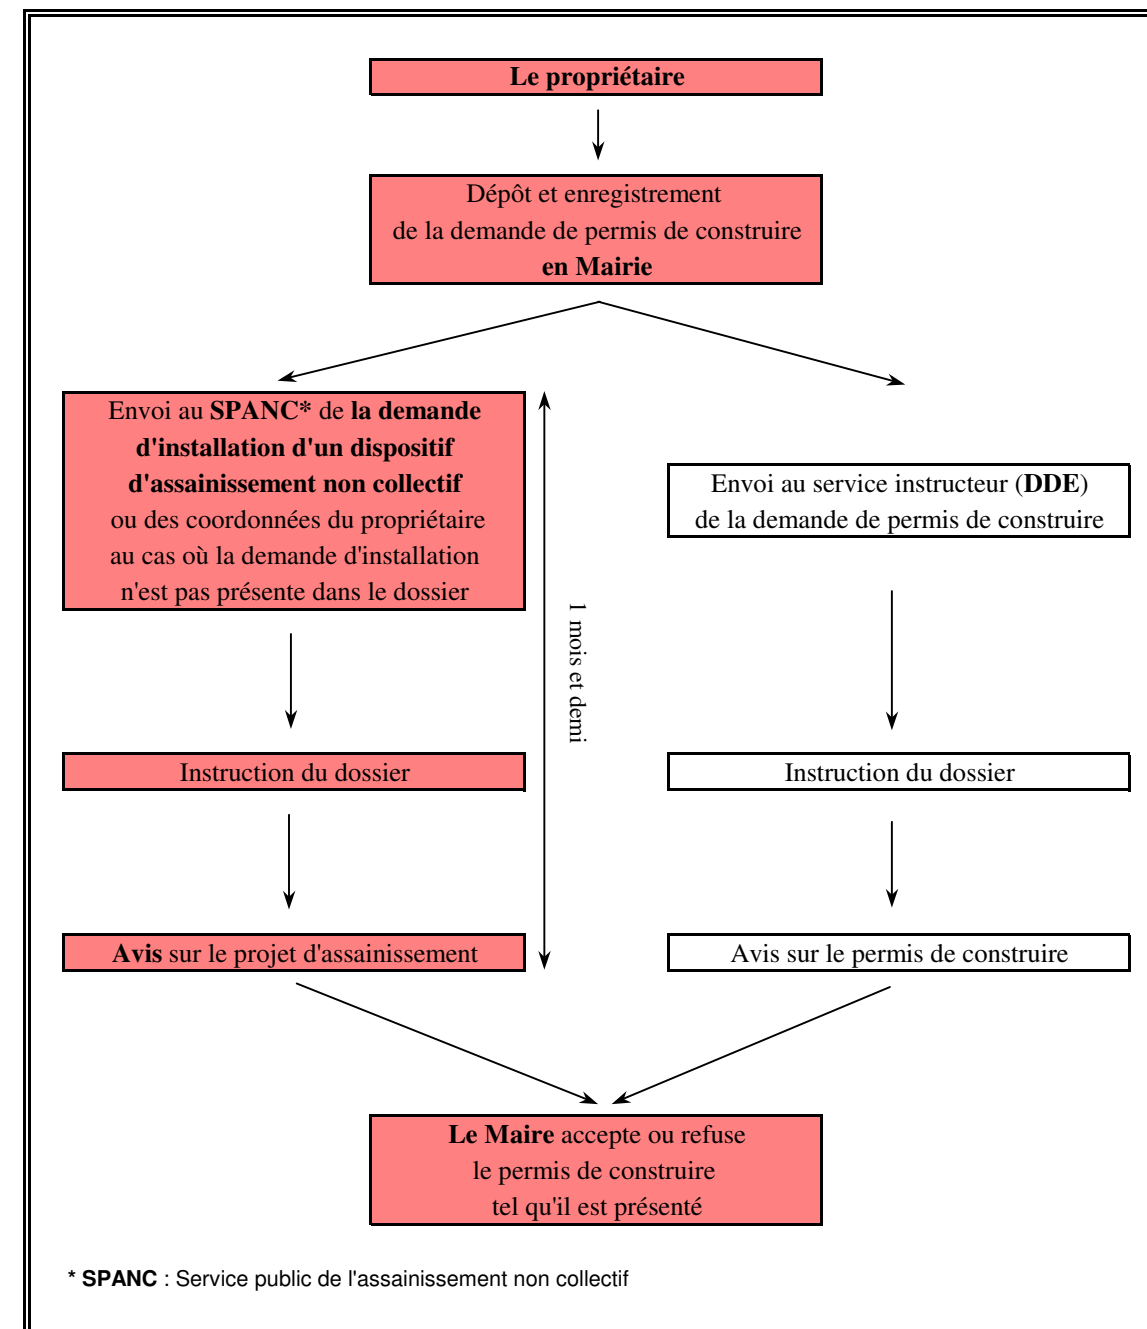 Le propriétaire
Dépôt et enregistrement
de la demande de permis de construire
en Mairie
Envoi au SPANC* de la demande
d'installation d'un dispositif
d'assainissement non collectif
ou des coordonnées du propriétaire
au cas où la demande d'installation
n'est pas présente dans le dossier
1 mois et demi
Envoi au service instructeur (DDE)
de la demande de permis de construire
Instruction du dossier
Instruction du dossier
Avis sur le projet d'assainissement
Avis sur le permis de construire
Le Maire accepte ou refuse
le permis de construire
tel qu'il est présenté
* SPANC : Service public de l'assainissement non collectif